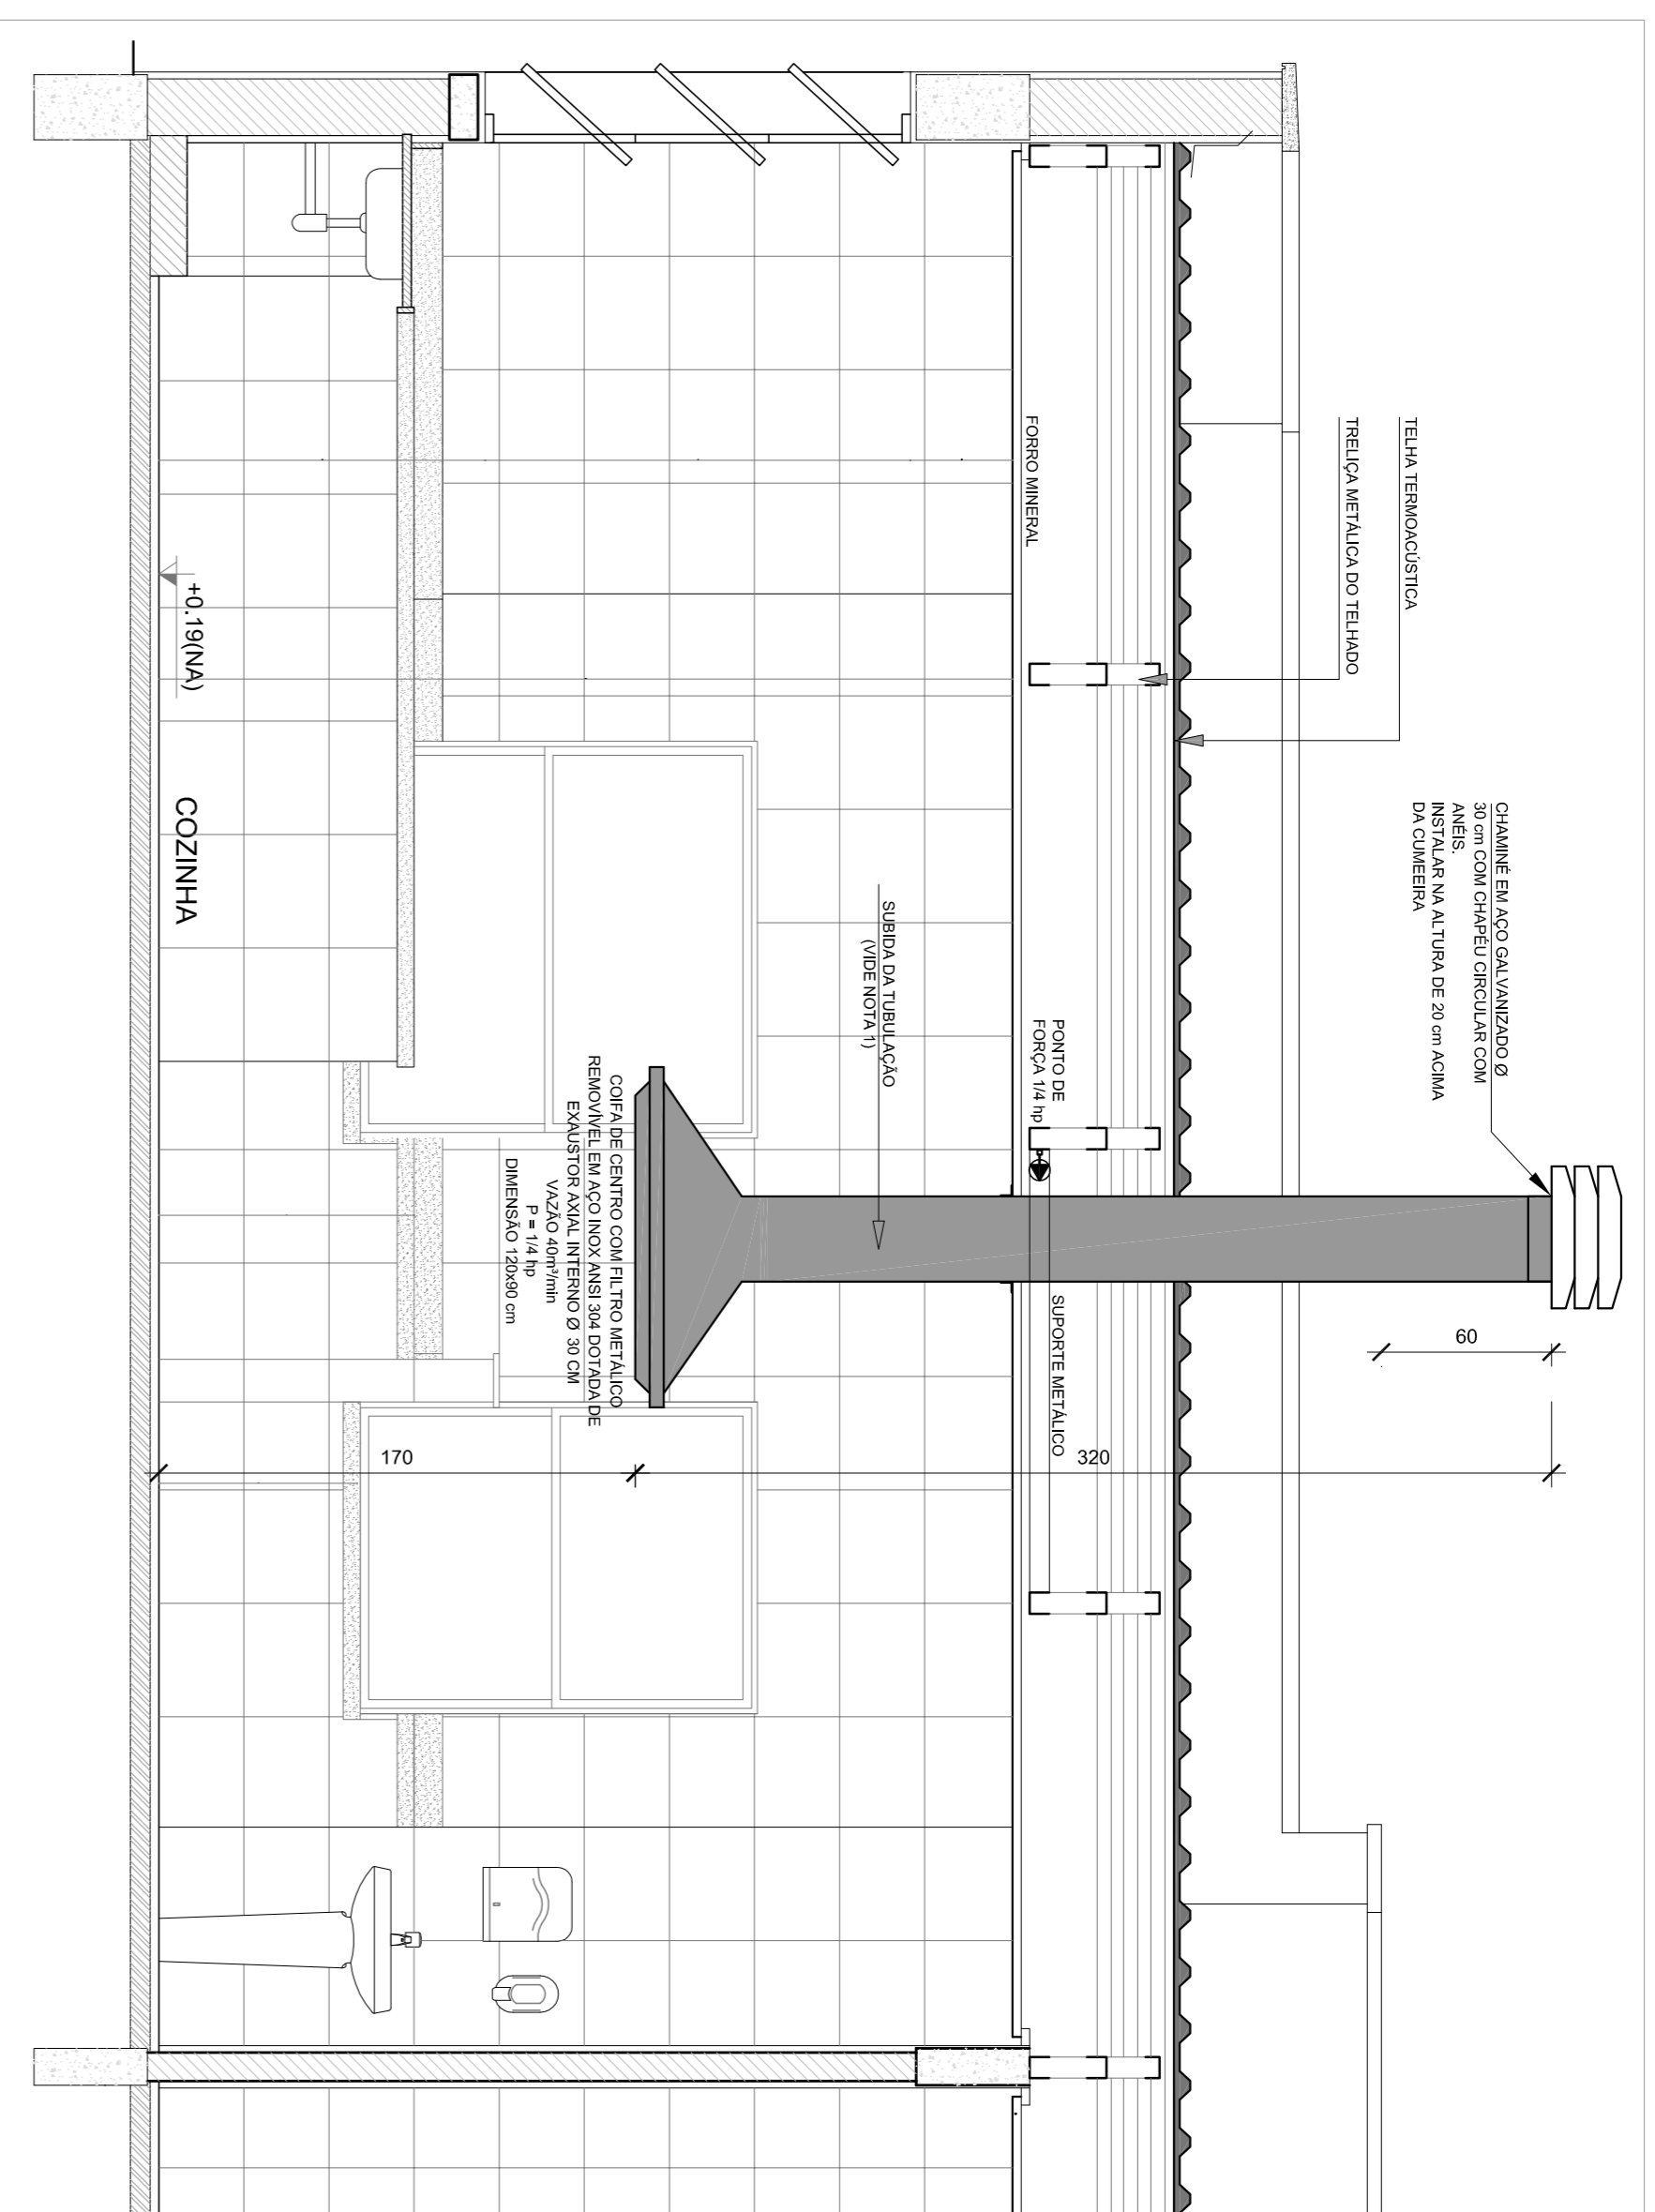 CHAMINÉ EM AÇO GALVANIZADO Ø
30 cm COM CHAPÉU CIRCULAR COM
ANÉIS.
INSTALAR NA ALTURA DE 20 cm ACIMA
DA CUMEEIRA
TELHA TERMOACÚSTICA
TRELIÇA METÁLICA DO TELHADO
60
320
FORRO MINERAL
PONTO DE
FORÇA 1/4 hp
SUPORTE METÁLICO
SUBIDA DA TUBULAÇÃO
(VIDE NOTA 1)
COIFA DE CENTRO COM FILTRO METÁLICO
REMOVÍVEL EM AÇO INOX ANSI 304 DOTADA DE
EXAUSTOR AXIAL INTERNO Ø 30 CM
VAZÃO 40m³/min
P = 1/4 hp
DIMENSÃO 120x90 cm
170
+0.19(NA)
COZINHA